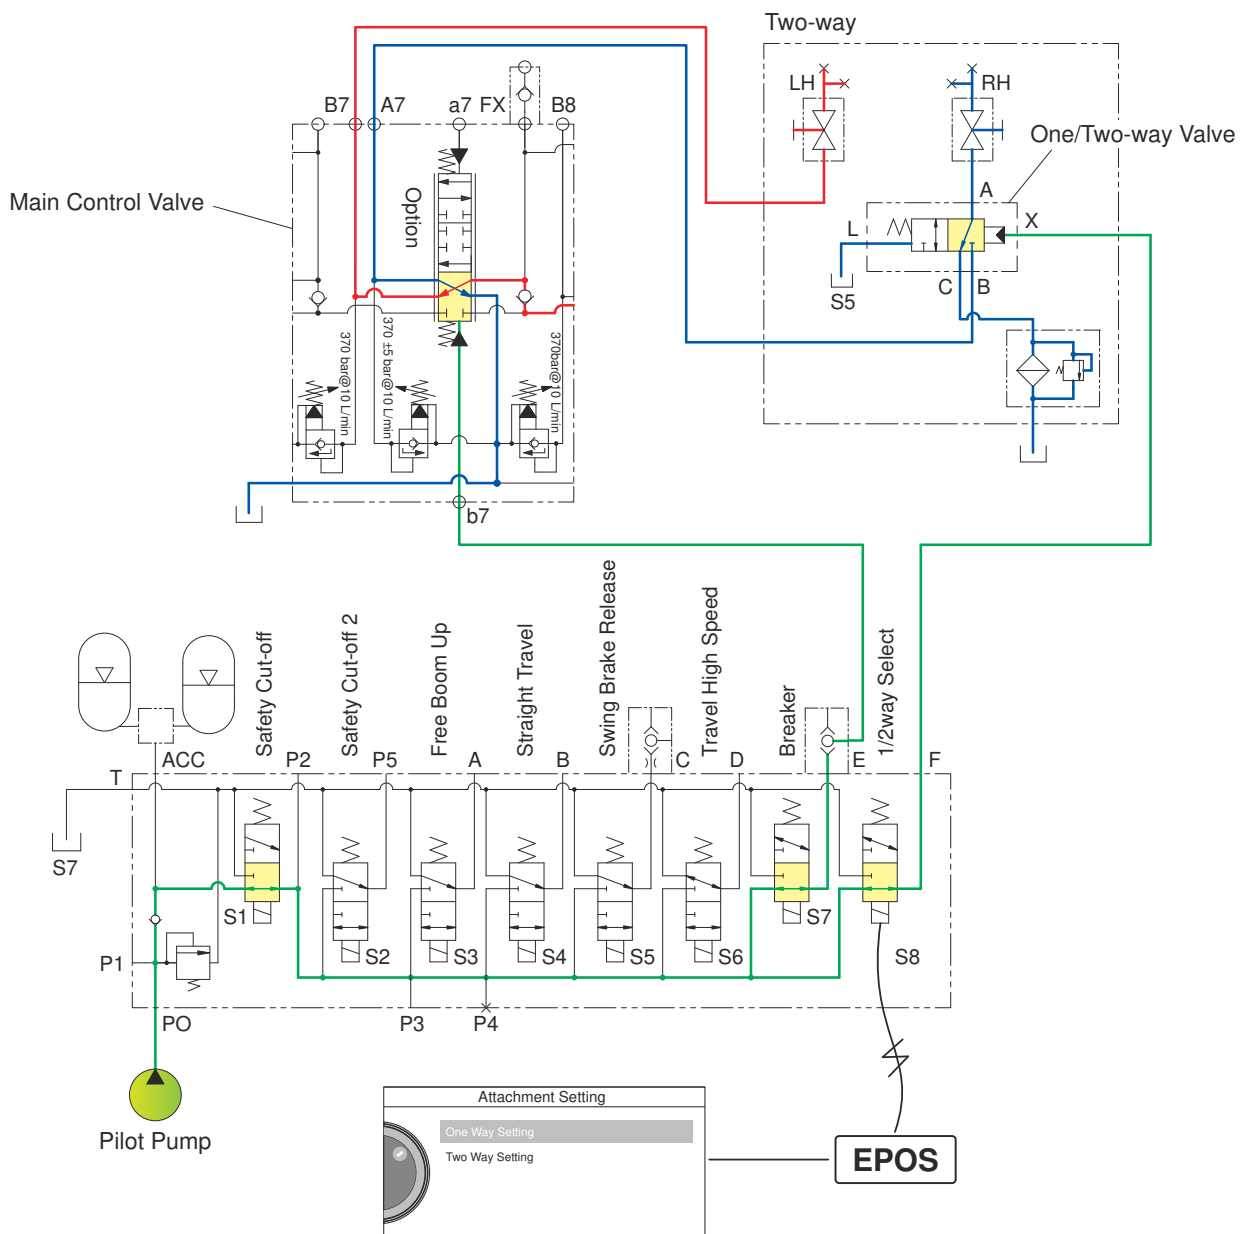 Two-way
LH
RH
One/Two-way Valve
A
X
L
S5
C
B
B7
A7
a7
FX
B8
Main Control Valve
Option
370 bar@10 L/min
370 ±5 bar@10 L/min
370bar@10 L/min
b7
Safety Cut-off
Safety Cut-off 2
Free Boom Up
Straight Travel
Swing Brake Release
Travel High Speed
Breaker
1/2way Select
T
ACC
P2
P5
A
B
C
D
E
F
S7
S1
S2
S3
S4
S5
S6
S7
S8
P1
PO
P3
P4
Pilot Pump
Attachment Setting
One Way Setting
Two Way Setting
EPOS